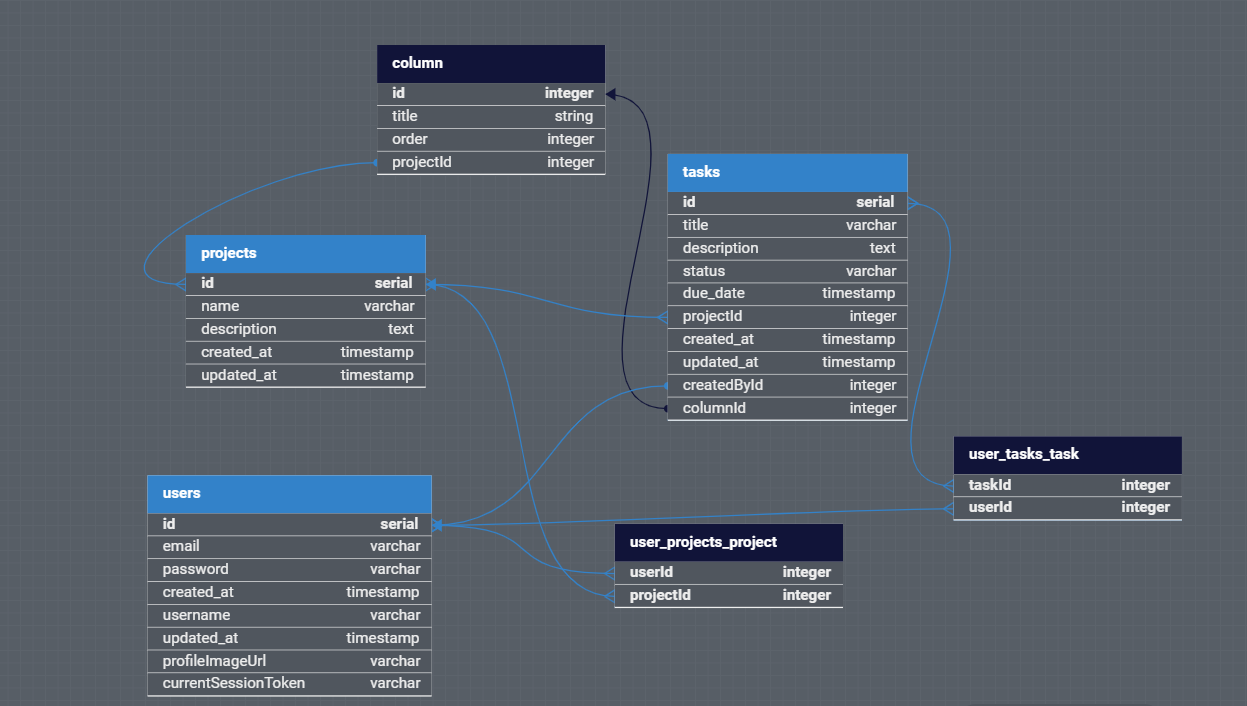 column
id integer
title string
order integer
projectId integer
tasks
id serial
title varchar
description text
status varchar
due_date timestamp
projectId integer
created_at timestamp
updated_at timestamp
createdById integer
columnId integer
projects
id serial
name varchar
description text
created_at timestamp
updated_at timestamp
user_tasks_task
taskId integer
userId integer
users
id serial
email varchar
password varchar
created_at timestamp
username varchar
updated_at timestamp
profileImageUrl varchar
currentSessionToken varchar
user_projects_project
userId integer
projectId integer